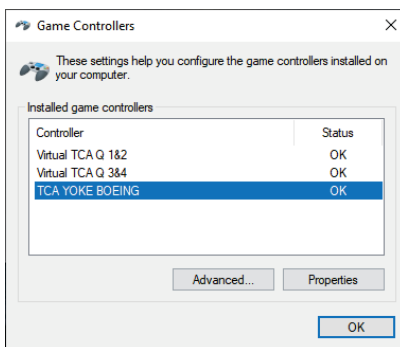 Game Controllers
These settings help you configure the game controllers installed on
your computer.
Installed game controllers
Controller Status
Virtual TCA Q 1&2 OK
Virtual TCA Q 3&4 OK
TCA YOKE BOEING OK
Advanced... Properties
OK